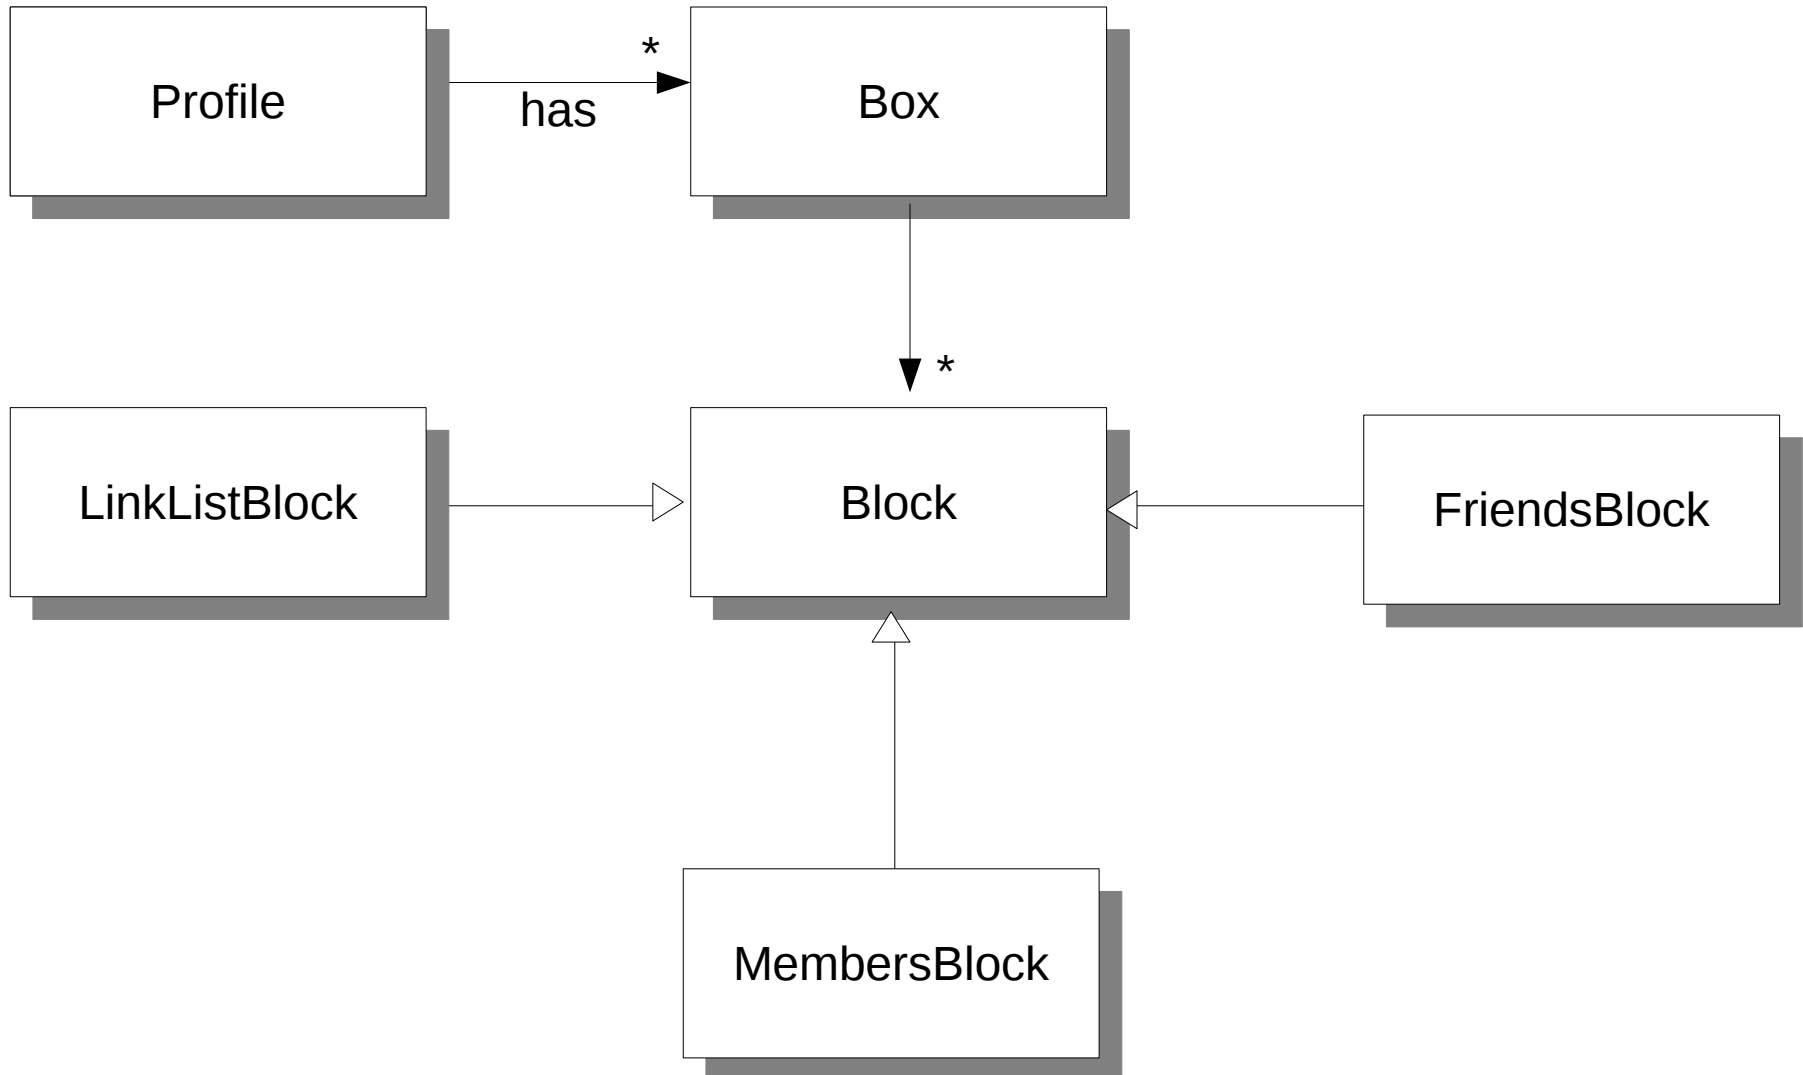 Profile
*
has
Box
*
LinkListBlock
Block
FriendsBlock
MembersBlock